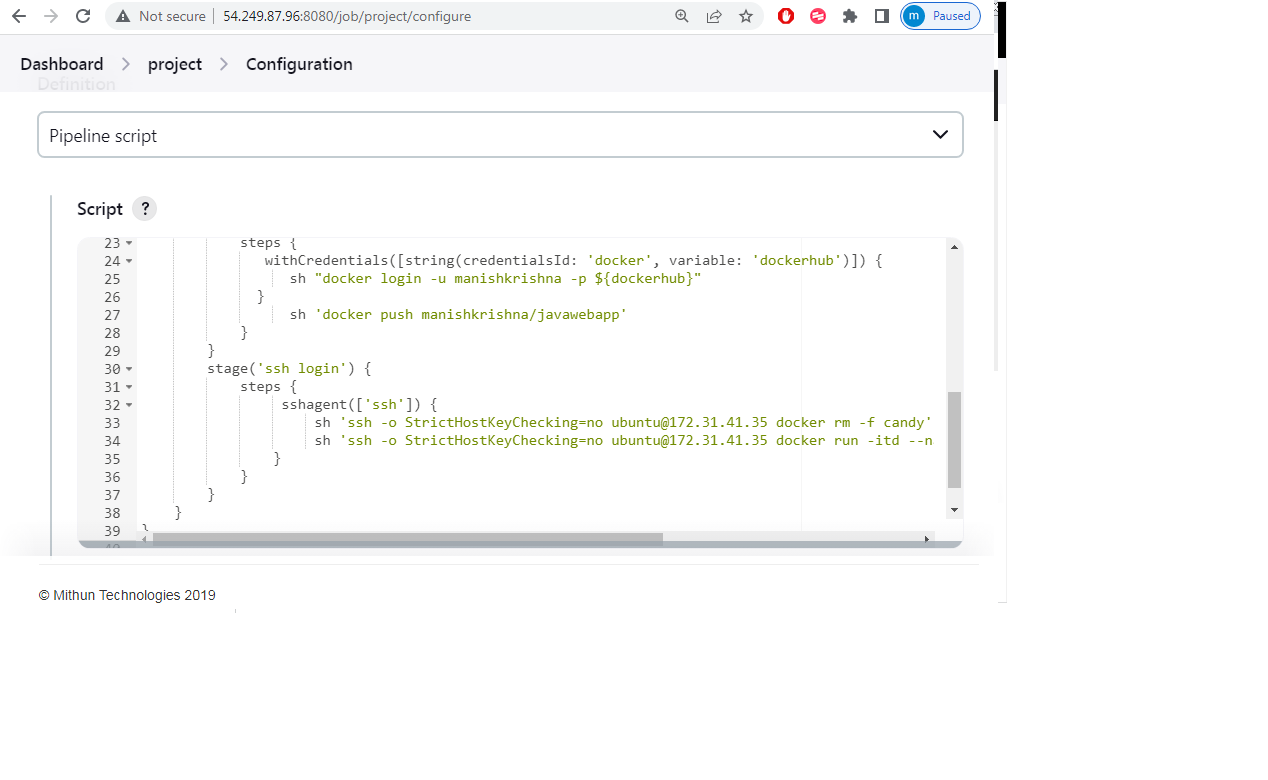 Not secure | 54.249.87.96:8080/job/project/configure
m Paused
Dashboard > project > Configuration
Definition
Pipeline script
Script ?
23 steps {
24 withCredentials([string(credentialsId: 'docker', variable: 'dockerhub')]) {
25 sh "docker login -u manishkrishna -p ${dockerhub}"
26 }
27 sh 'docker push manishkrishna/javawebapp'
28 }
29 }
30 stage('ssh login') {
31 steps {
32 sshagent(['ssh']) {
33 sh 'ssh -o StrictHostKeyChecking=no ubuntu@172.31.41.35 docker rm -f candy'
34 sh 'ssh -o StrictHostKeyChecking=no ubuntu@172.31.41.35 docker run -itd --n
35 }
36 }
37 }
38 }
39 }
© Mithun Technologies 2019